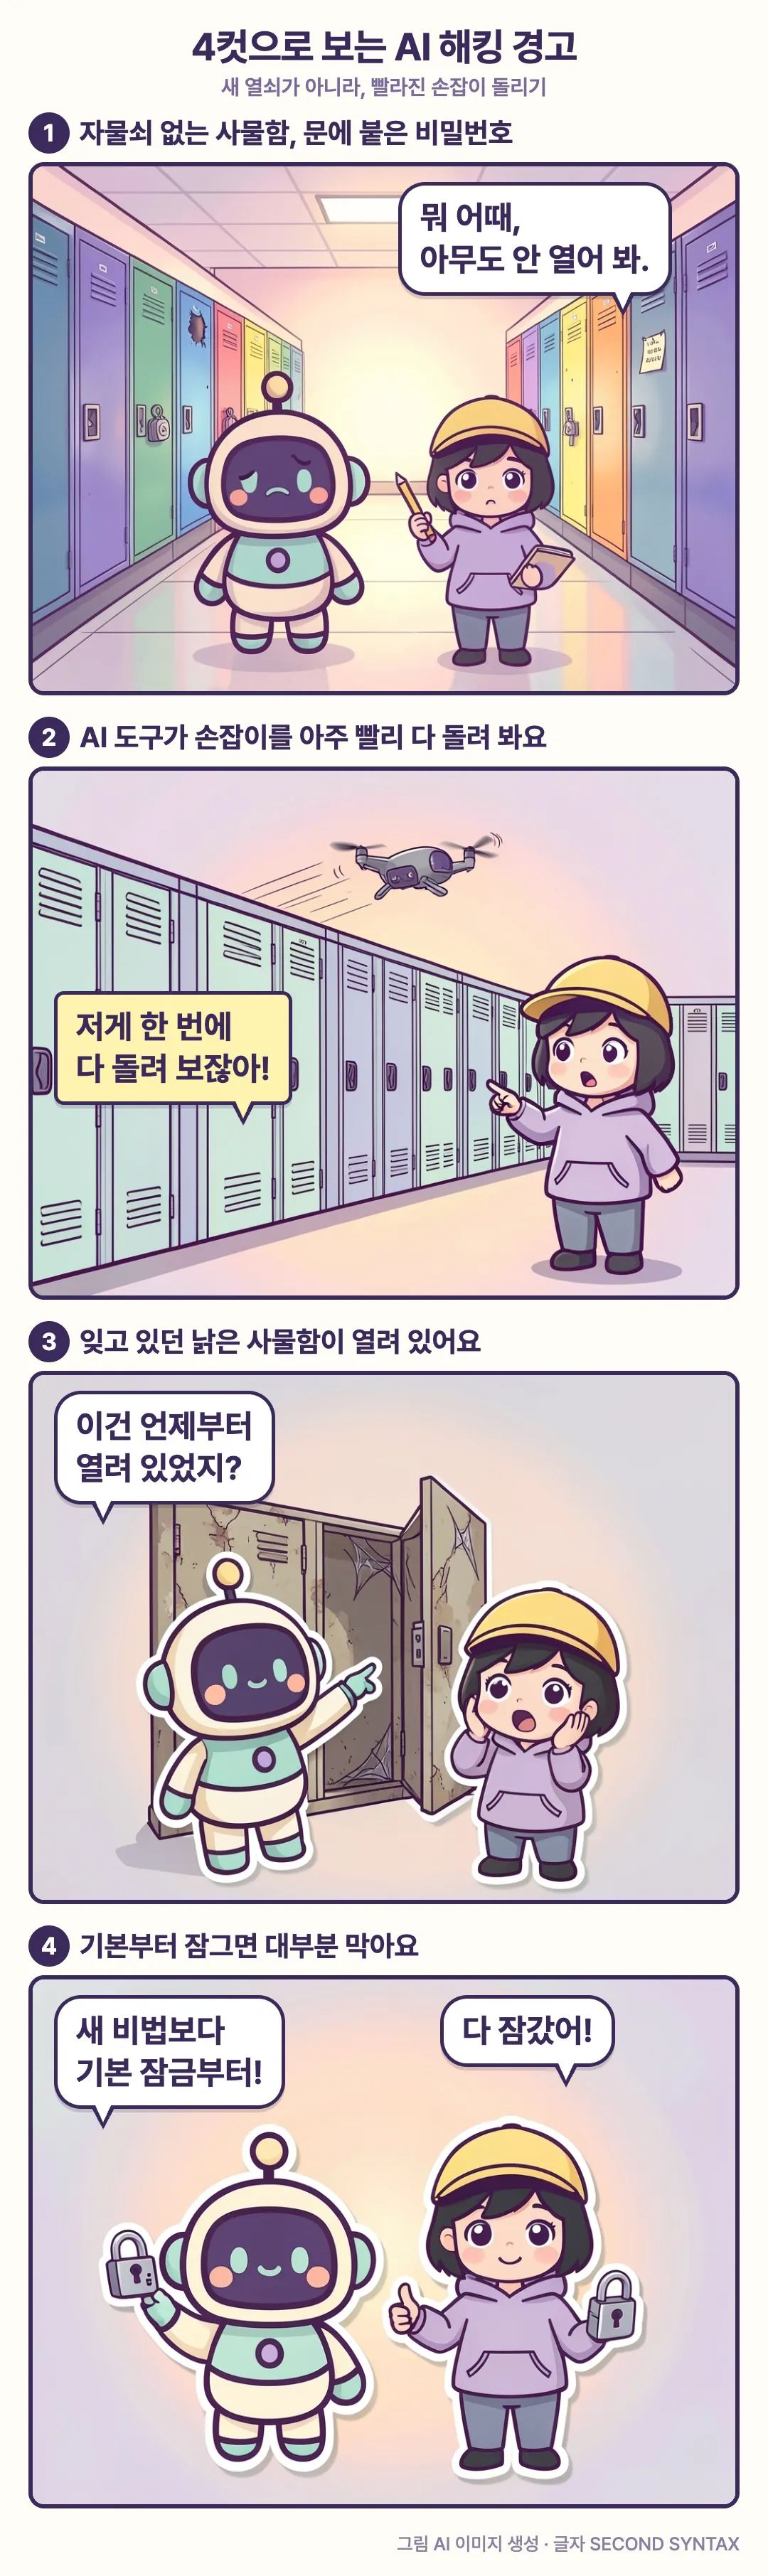 4컷으로 보는 AI 해킹 경고
새 열쇠가 아니라, 빨라진 손잡이 돌리기
1 자물쇠 없는 사물함, 문에 붙은 비밀번호
뭐 어때,
아무도 안 열어 봐.
2 AI 도구가 손잡이를 아주 빨리 다 돌려 봐요
저게 한 번에
다 돌려 보잖아!
3 잊고 있던 낡은 사물함이 열려 있어요
이건 언제부터
열려 있었지?
4 기본부터 잠그면 대부분 막아요
새 비법보다
기본 잠금부터!
다 잠갔어!
그림 AI 이미지 생성 · 글자 SECOND SYNTAX